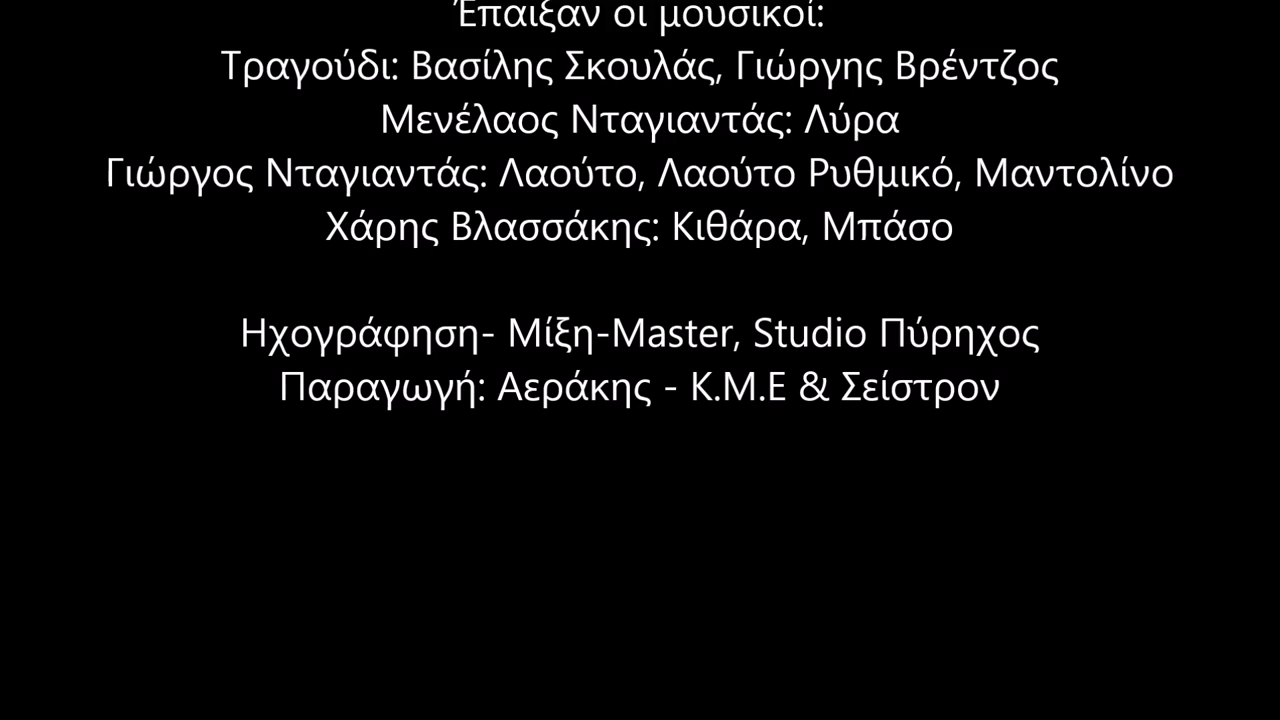 Έπαιξαν οι μουσικοί:
Τραγούδι: Βασίλης Σκουλάς, Γιώργης Βρέντζος
Μενέλαος Νταγιαντάς: Λύρα
Γιώργος Νταγιαντάς: Λαούτο, Λαούτο Ρυθμικό, Μαντολίνο
Χάρης Βλασσάκης: Κιθάρα, Μπάσο
Ηχογράφηση- Μίξη-Master, Studio Πύρηχος
Παραγωγή: Αεράκης - Κ.Μ.Ε & Σείστρον